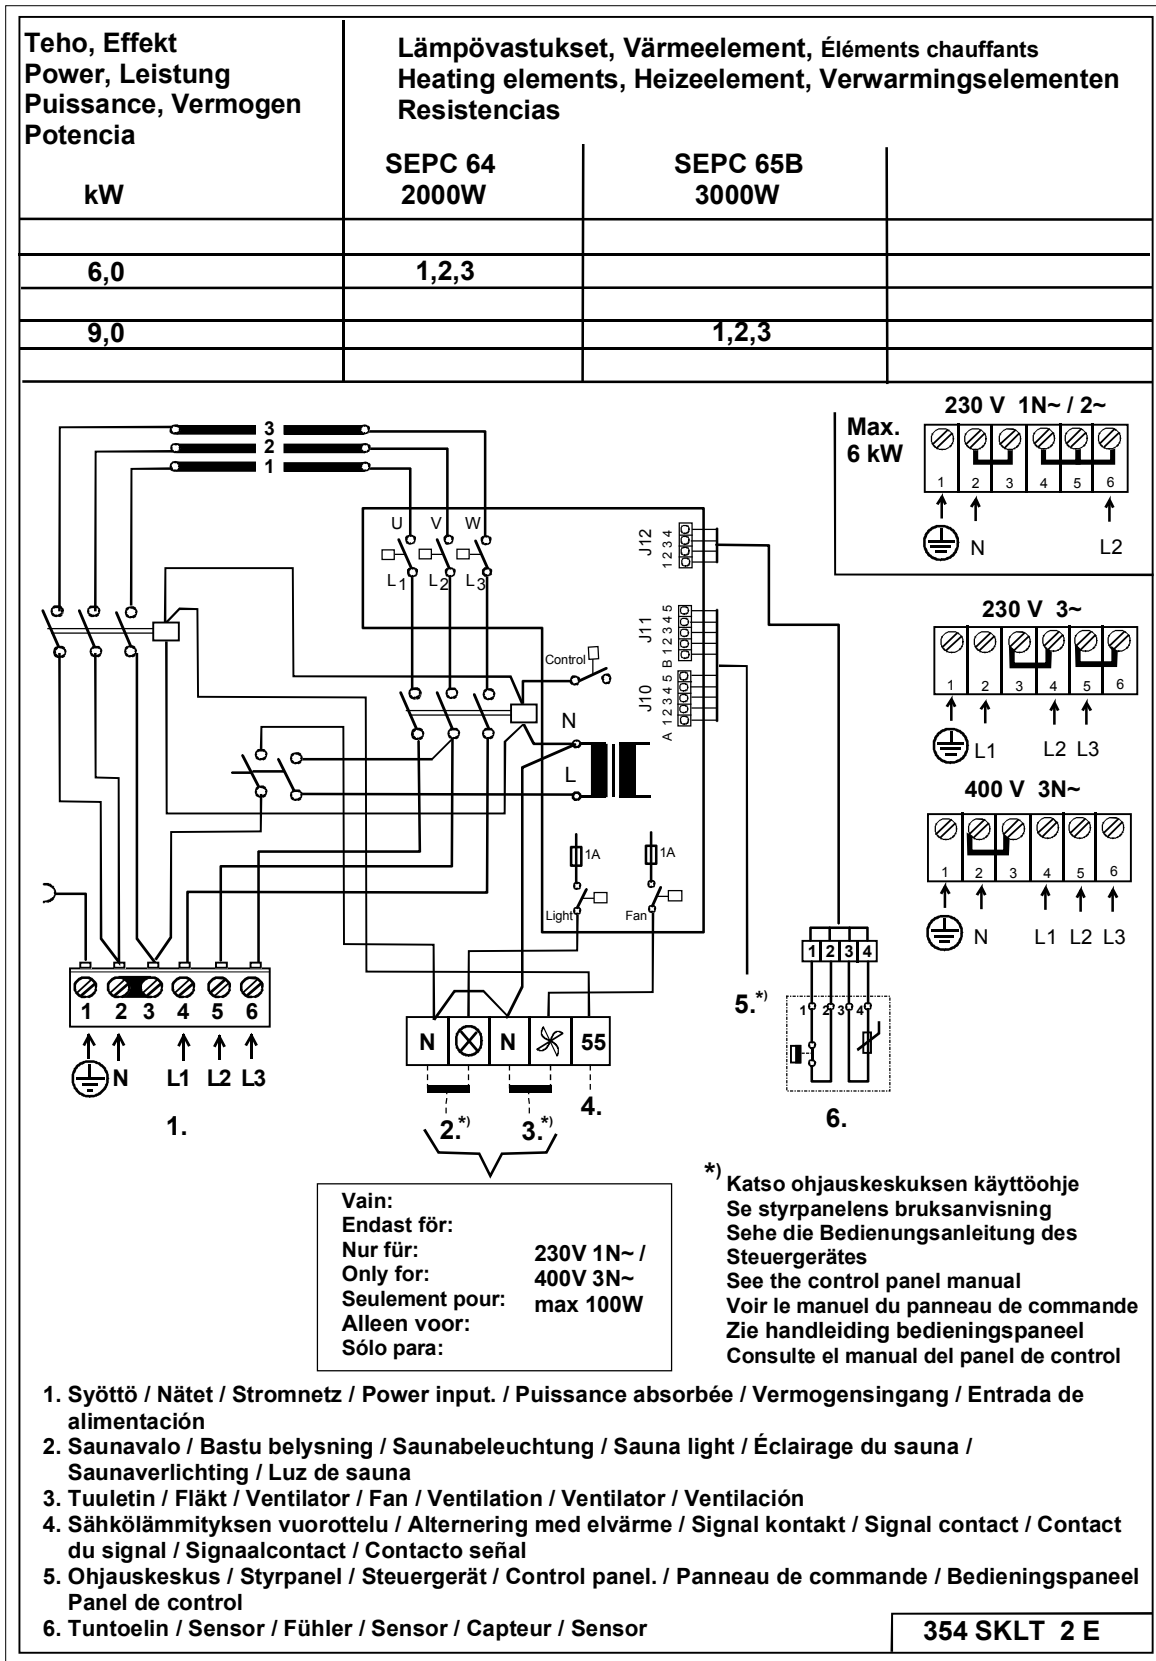 Teho, Effekt
Power, Leistung
Puissance, Vermogen
Potencia
kW
Lämpövastukset, Värmeelement, Éléments chauffants
Heating elements, Heizeelement, Verwarmingselementen
Resistencias
SEPC 64
2000W
SEPC 65B
3000W
6,0 1,2,3
9,0 1,2,3
Max.
6 kW
230 V 1N~ / 2~
1 2 3 4 5 6
N L2
230 V 3~
1 2 3 4 5 6
L1 L2 L3
400 V 3N~
1 2 3 4 5 6
N L1 L2 L3
3
2
1
U V W
L1 L2 L3
J12
1 2 3 4
J11
B 1 2 3 4 5
J10
A 1 2 3 4 5
Control
N
L
1A 1A
Light Fan
1 2 3 4 5 6
N L1 L2 L3
1.
N N 55
2.*) 3.*) 4.
5.*)
1 2 3 4
1 2 3 4
6.
Vain:
Endast för:
Nur für:
Only for:
Seulement pour:
Alleen voor:
Sólo para:
230V 1N~ /
400V 3N~
max 100W
*) Katso ohjauskeskuksen käyttöohje
Se styrpanelens bruksanvisning
Sehe die Bedienungsanleitung des
Steuergerätes
See the control panel manual
Voir le manuel du panneau de commande
Zie handleiding bedieningspaneel
Consulte el manual del panel de control
1. Syöttö / Nätet / Stromnetz / Power input. / Puissance absorbée / Vermogensingang / Entrada de
alimentación
2. Saunavalo / Bastu belysning / Saunabeleuchtung / Sauna light / Éclairage du sauna /
Saunaverlichting / Luz de sauna
3. Tuuletin / Fläkt / Ventilator / Fan / Ventilation / Ventilator / Ventilación
4. Sähkölämmityksen vuorottelu / Alternering med elvärme / Signal kontakt / Signal contact / Contact
du signal / Signaalcontact / Contacto señal
5. Ohjauskeskus / Styrpanel / Steuergerät / Control panel. / Panneau de commande / Bedieningspaneel
Panel de control
6. Tuntoelin / Sensor / Fühler / Sensor / Capteur / Sensor
354 SKLT 2 E